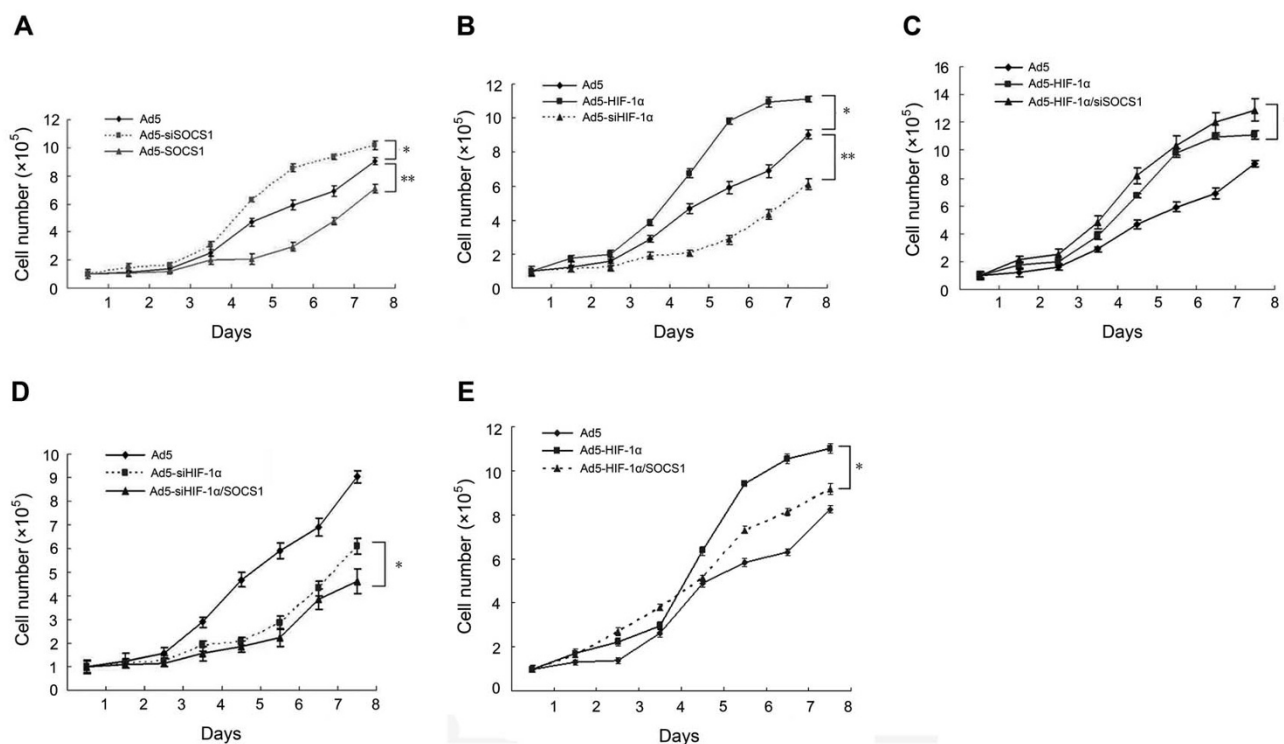 A
Ad5
Ad5-siSOCS1
Ad5-SOCS1
Cell number (×10⁵)
12
10
8
6
4
2
0
*
**
1 2 3 4 5 6 7 8
Days
B
Ad5
Ad5-HIF-1α
Ad5-siHIF-1α
Cell number (×10⁵)
12
10
8
6
4
2
0
*
**
1 2 3 4 5 6 7 8
Days
C
Ad5
Ad5-HIF-1α
Ad5-HIF-1α/siSOCS1
Cell number (×10⁵)
16
14
12
10
8
6
4
2
0
1 2 3 4 5 6 7 8
Days
D
Ad5
Ad5-siHIF-1α
Ad5-siHIF-1α/SOCS1
Cell number (×10⁵)
10
9
8
7
6
5
4
3
2
1
0
*
1 2 3 4 5 6 7 8
Days
E
Ad5
Ad5-HIF-1α
Ad5-HIF-1α/SOCS1
Cell number (×10⁵)
12
10
8
6
4
2
0
*
1 2 3 4 5 6 7 8
Days